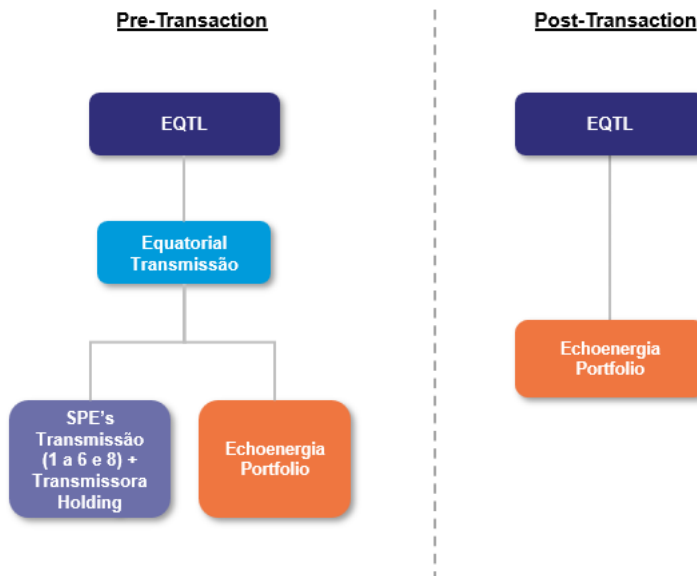 Pre-Transaction
EQTL
Equatorial
Transmissão
SPE's
Transmissão
(1 a 6 e 8) +
Transmissora
Holding
Echoenergia
Portfolio
Post-Transaction
EQTL
Echoenergia
Portfolio